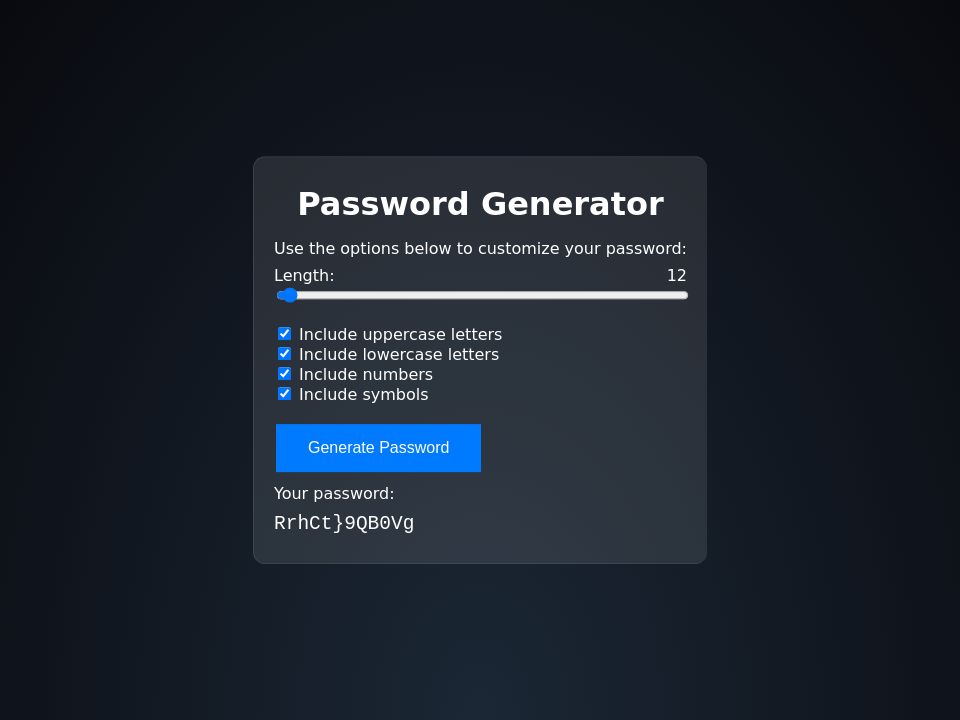 Password Generator
Use the options below to customize your password:
Length: 12
Include uppercase letters
Include lowercase letters
Include numbers
Include symbols
Generate Password
Your password:
RrhCt}9QB0Vg